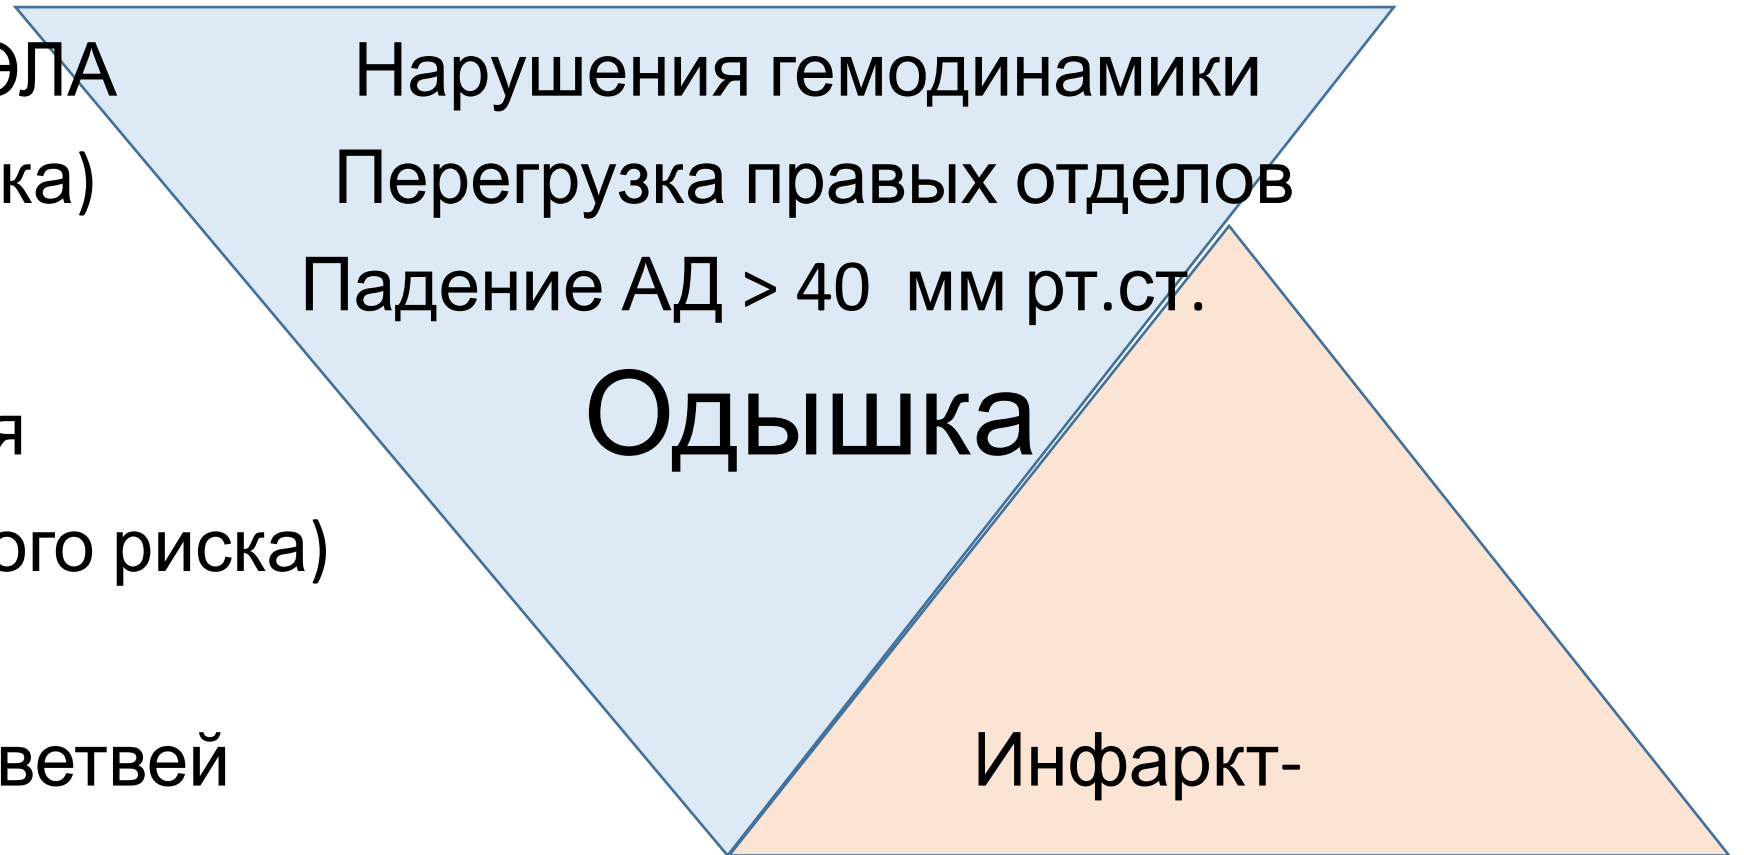 ЭЛА Нарушения гемодинамики
ка) Перегрузка правых отделов
Падение АД > 40 мм рт.ст.
я Одышка
ого риска)
ветвей Инфаркт-